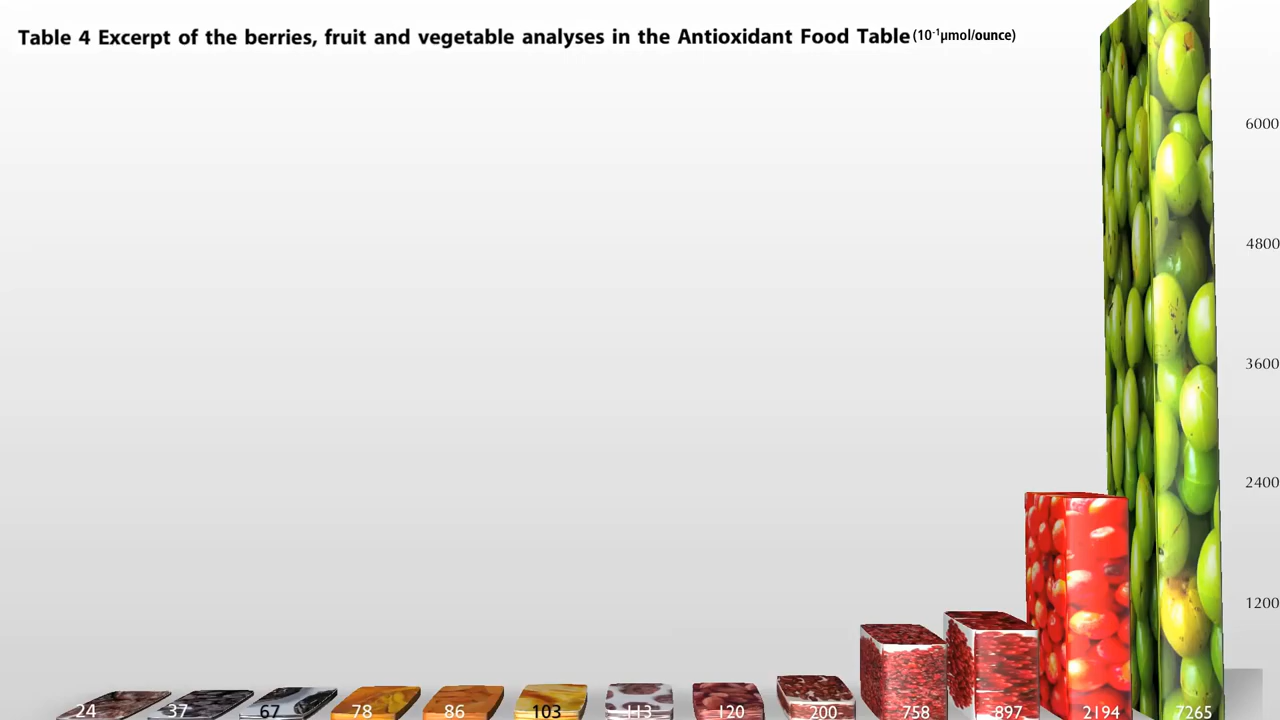 Table 4 Excerpt of the berries, fruit and vegetable analyses in the Antioxidant Food Table (10⁻¹µmol/ounce)
6000
4800
3600
2400
1200
24 37 67 78 86 103 113 120 200 758 897 2194 7265